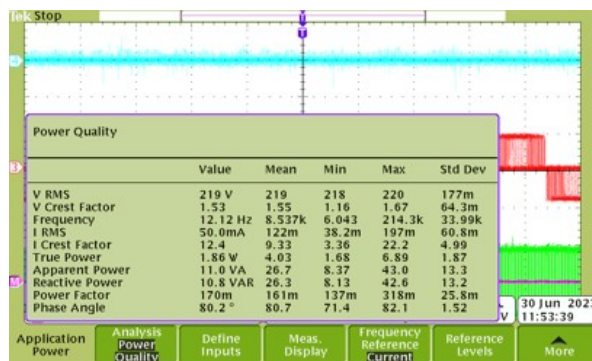 Tek Stop
Power Quality
Value Mean Min Max Std Dev
V RMS 219 V 219 218 220 177m
V Crest Factor 1.53 1.55 1.16 1.67 64.3m
Frequency 12.12 Hz 8.537k 6.043 214.3k 33.99k
I RMS 50.0mA 122m 38.2m 197m 60.8m
I Crest Factor 12.4 9.33 3.36 22.2 4.99
True Power 1.86 W 4.03 1.68 6.89 1.87
Apparent Power 11.0 VA 26.7 8.37 43.0 13.3
Reactive Power 10.8 VAR 26.3 8.13 42.6 13.2
Power Factor 170m 161m 137m 318m 25.8m
Phase Angle 80.2 ° 80.7 71.4 82.1 1.52
4
3
M
30 Jun 202
11:53:39
Application
Power
Analysis
Power
Quality
Define
Inputs
Meas.
Display
Frequency
Reference
Current
Reference
Levels
More